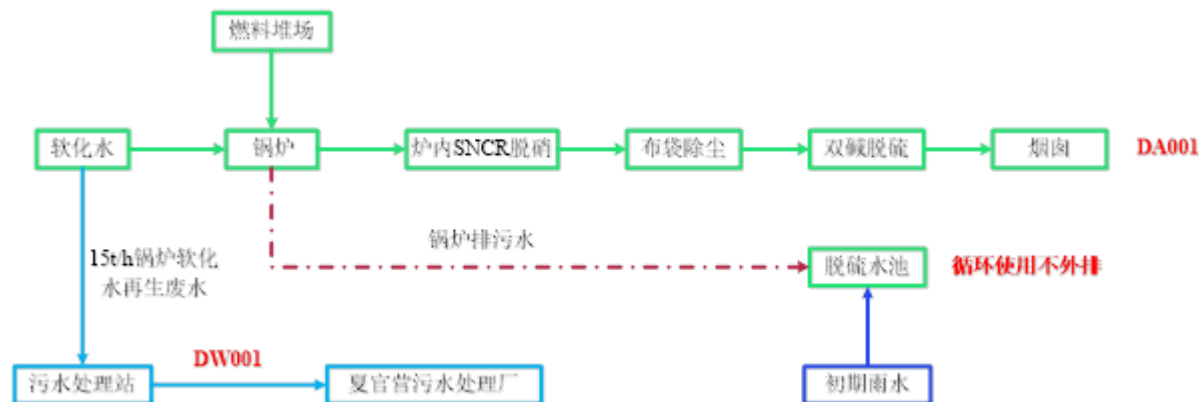 燃料堆场
软化水
锅炉
炉内SNCR脱硝
布袋除尘
双碱脱硫
烟囱
DA001
锅炉排污水
15t/h锅炉软化
水再生废水
脱硫水池
循环使用不外排
DW001
污水处理站
夏官营污水处理厂
初期雨水